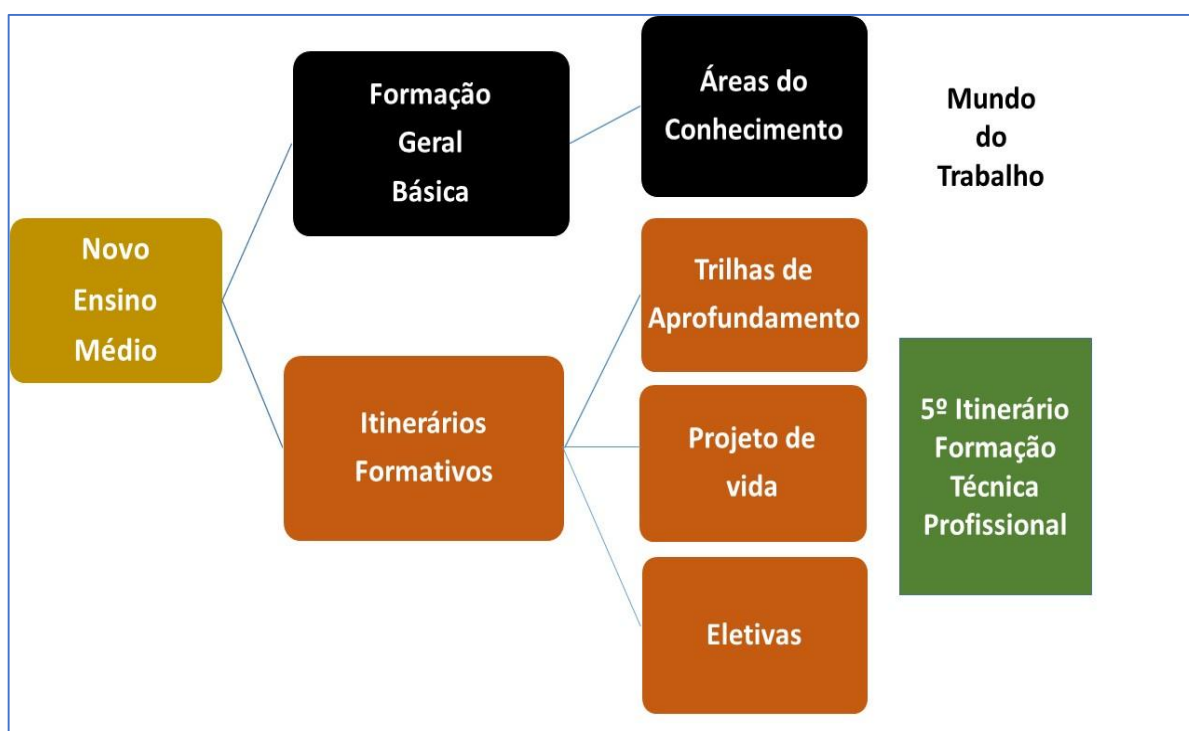 Novo
Ensino
Médio
Formação
Geral
Básica
Itinerários
Formativos
Áreas do
Conhecimento
Trilhas de
Aprofundamento
Projeto de
vida
Eletivas
Mundo
do
Trabalho
5º Itinerário
Formação
Técnica
Profissional